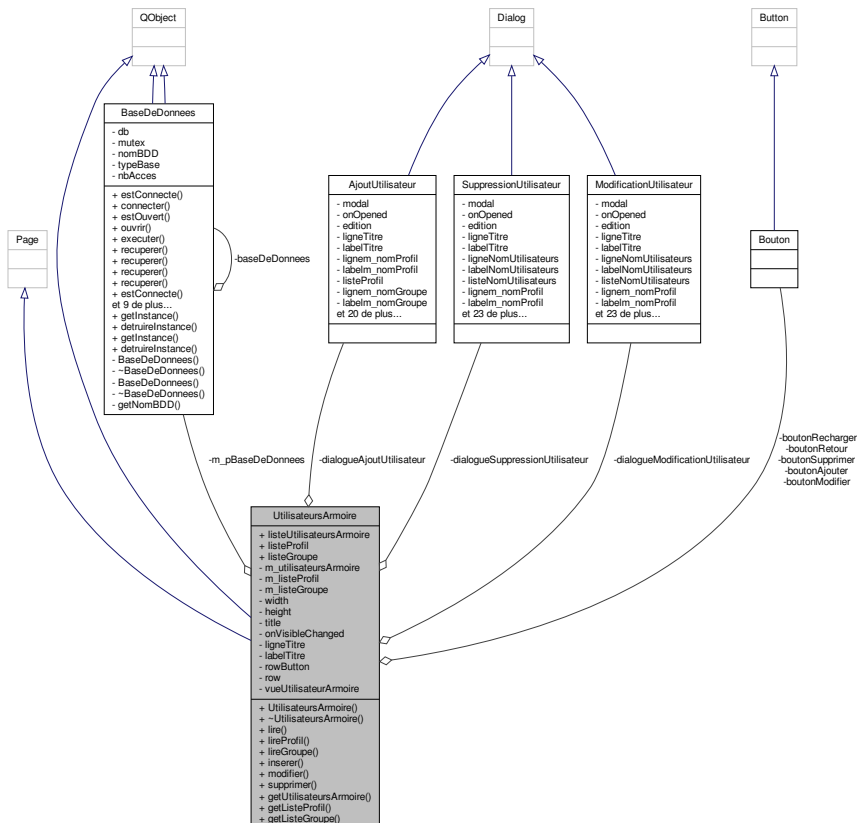 QObject
Dialog
Button
BaseDeDonnees
- db
- mutex
- nomBDD
- typeBase
- nbAcces
+ estConnecte()
+ connecter()
+ estOuvert()
+ ouvrir()
+ executer()
+ recuperer()
+ recuperer()
+ recuperer()
+ recuperer()
+ estConnecte()
et 9 de plus...
+ getInstance()
+ detruireInstance()
+ getInstance()
+ detruireInstance()
- BaseDeDonnees()
- ~BaseDeDonnees()
- BaseDeDonnees()
- ~BaseDeDonnees()
- getNomBDD()
-baseDeDonnees
AjoutUtilisateur
- modal
- onOpened
- edition
- ligneTitre
- labelTitre
- lignem_nomProfil
- labelm_nomProfil
- listeProfil
- lignem_nomGroupe
- labelm_nomGroupe
et 20 de plus...
SuppressionUtilisateur
- modal
- onOpened
- edition
- ligneTitre
- labelTitre
- ligneNomUtilisateurs
- labelNomUtilisateurs
- listeNomUtilisateurs
- lignem_nomProfil
- labelm_nomProfil
et 23 de plus...
ModificationUtilisateur
- modal
- onOpened
- edition
- ligneTitre
- labelTitre
- ligneNomUtilisateurs
- labelNomUtilisateurs
- listeNomUtilisateurs
- lignem_nomProfil
- labelm_nomProfil
et 23 de plus...
Page
Bouton
-m_pBaseDeDonnees
-dialogueAjoutUtilisateur
-dialogueSuppressionUtilisateur
-dialogueModificationUtilisateur
-boutonRecharger
-boutonRetour
-boutonSupprimer
-boutonAjouter
-boutonModifier
UtilisateursArmoire
+ listeUtilisateursArmoire
+ listeProfil
+ listeGroupe
- m_utilisateursArmoire
- m_listeProfil
- m_listeGroupe
- width
- height
- title
- onVisibleChanged
- ligneTitre
- labelTitre
- rowButton
- row
- vueUtilisateurArmoire
+ UtilisateursArmoire()
+ ~UtilisateursArmoire()
+ lire()
+ lireProfil()
+ lireGroupe()
+ inserer()
+ modifier()
+ supprimer()
+ getUtilisateursArmoire()
+ getListeProfil()
+ getListeGroupe()